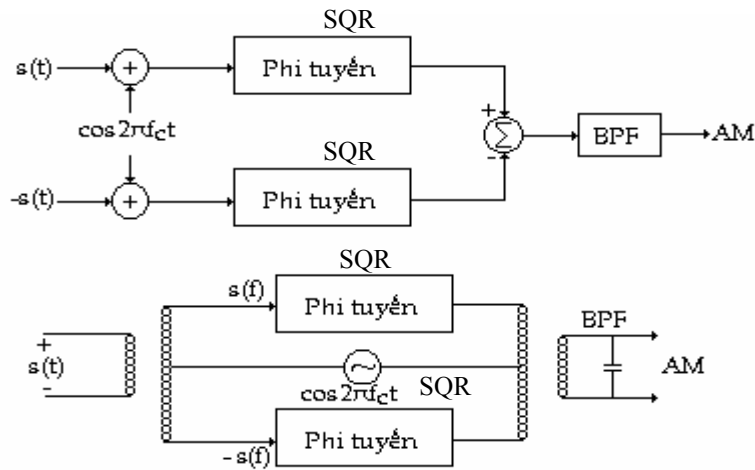 SQR
s(t)
+
Phi tuyến
cos2πfct
+
Σ
-
BPF
AM
SQR
-s(t)
+
Phi tuyến
SQR
s(f)
Phi tuyến
+
s(t)
-
~
cos2πfct
SQR
BPF
AM
Phi tuyến
-s(f)